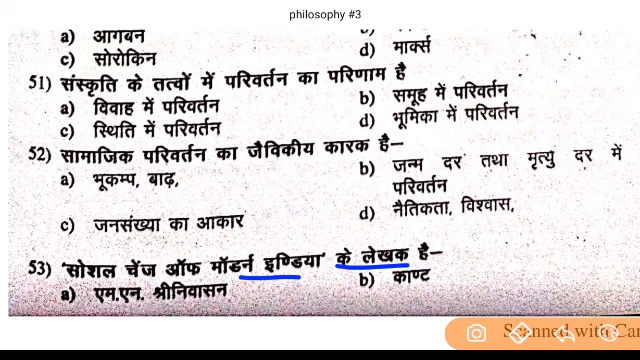 philosophy #3
a) आगबन
c) सोरोकिन
d) मार्क्स
51) संस्कृति के तत्वों में परिवर्तन का परिणाम है
a) विवाह में परिवर्तन
b) समूह में परिवर्तन
c) स्थिति में परिवर्तन
d) भूमिका में परिवर्तन
52) सामाजिक परिवर्तन का जैविकीय कारक है–
a) भूकम्प, बाढ़,
b) जन्म दर तथा मृत्यु दर में
परिवर्तन
c) जनसंख्या का आकार
d) नैतिकता, विश्वास,
53) 'सोशल चेंज ऑफ मॉडर्न इण्डिया' के लेखक है–
a) एम.एन. श्रीनिवासन
b) काण्ट
Scanned with